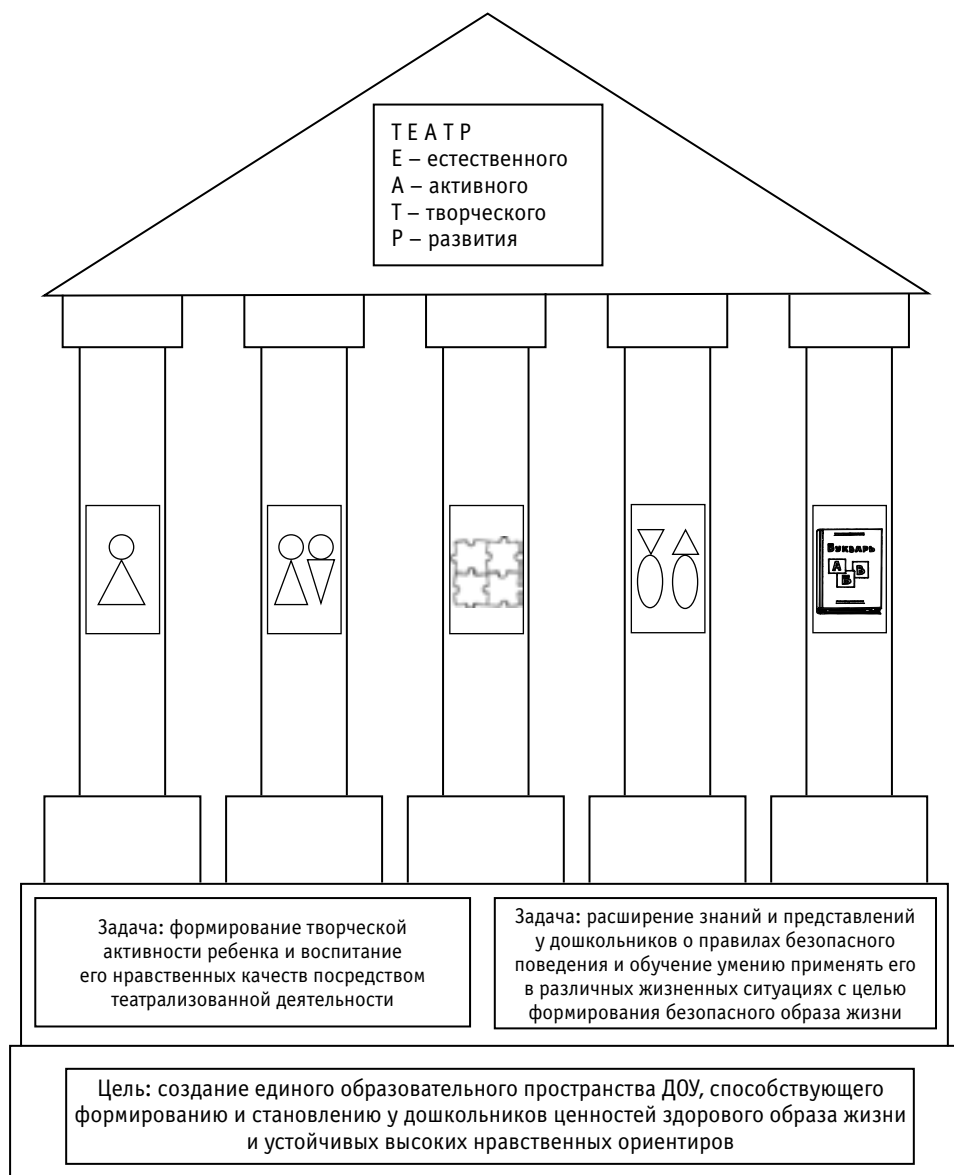 Т Е А Т Р
Е – естественного
А – активного
Т – творческого
Р – развития
БУКВАРЬ
А
Б
В
Задача: формирование творческой
активности ребенка и воспитание
его нравственных качеств посредством
театрализованной деятельности
Задача: расширение знаний и представлений
у дошкольников о правилах безопасного
поведения и обучение умению применять его
в различных жизненных ситуациях с целью
формирования безопасного образа жизни
Цель: создание единого образовательного пространства ДОУ, способствующего
формированию и становлению у дошкольников ценностей здорового образа жизни
и устойчивых высоких нравственных ориентиров